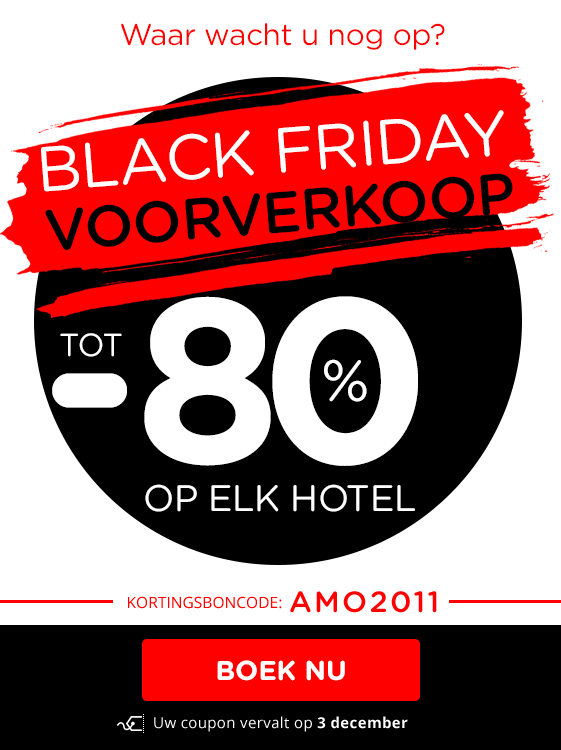 Waar wacht u nog op?
BLACK FRIDAY
VOORVERKOOP
TOT
-80%
OP ELK HOTEL
KORTINGSBONCODE: AMO2011
BOEK NU
Uw coupon vervalt op 3 december